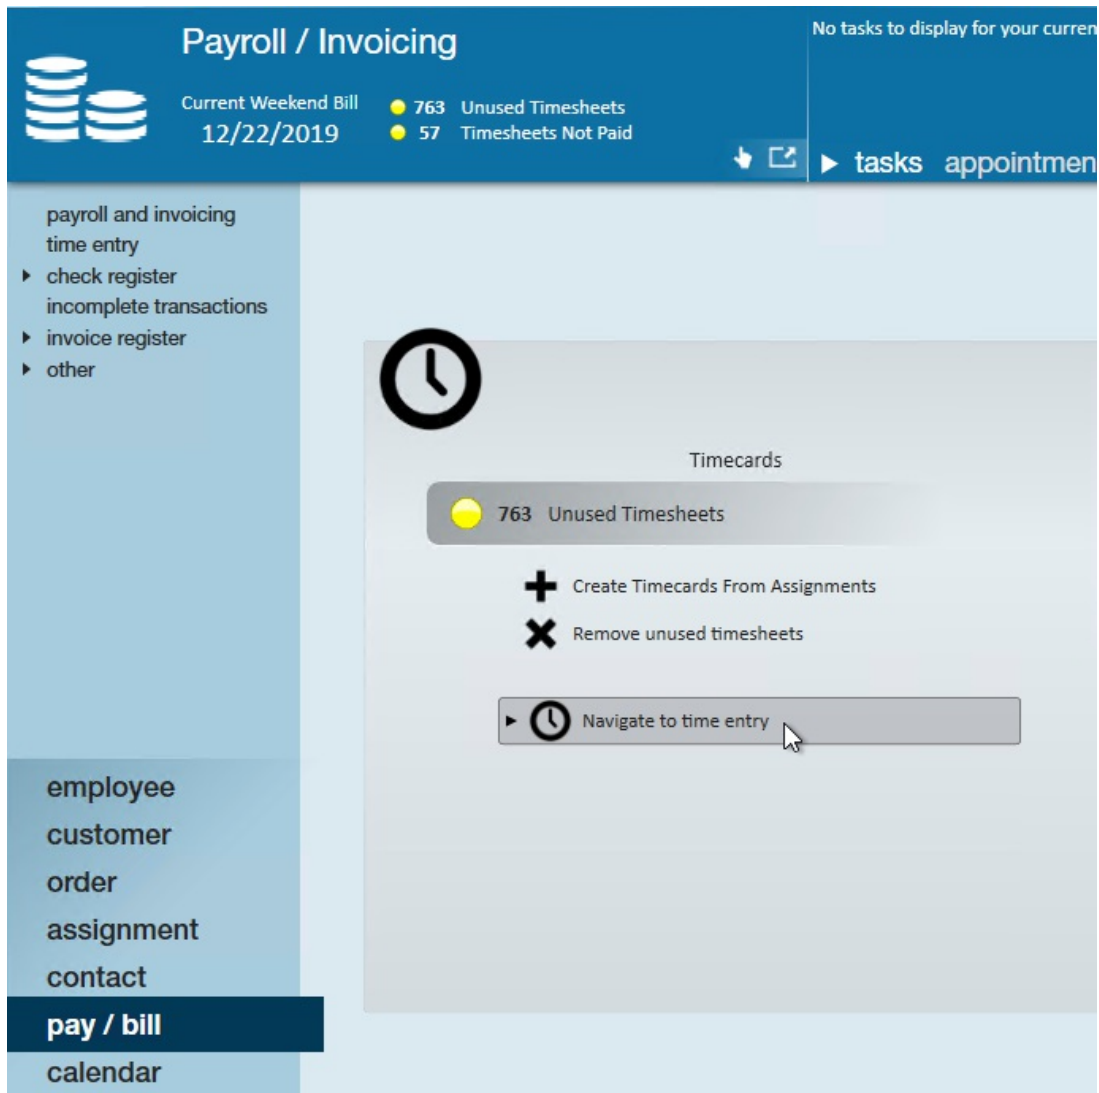 Payroll / Invoicing
No tasks to display for your curren
Current Weekend Bill
12/22/2019
763 Unused Timesheets
57 Timesheets Not Paid
tasks appointmen
payroll and invoicing
time entry
check register
incomplete transactions
invoice register
other
Timecards
763 Unused Timesheets
Create Timecards From Assignments
Remove unused timesheets
Navigate to time entry
employee
customer
order
assignment
contact
pay / bill
calendar